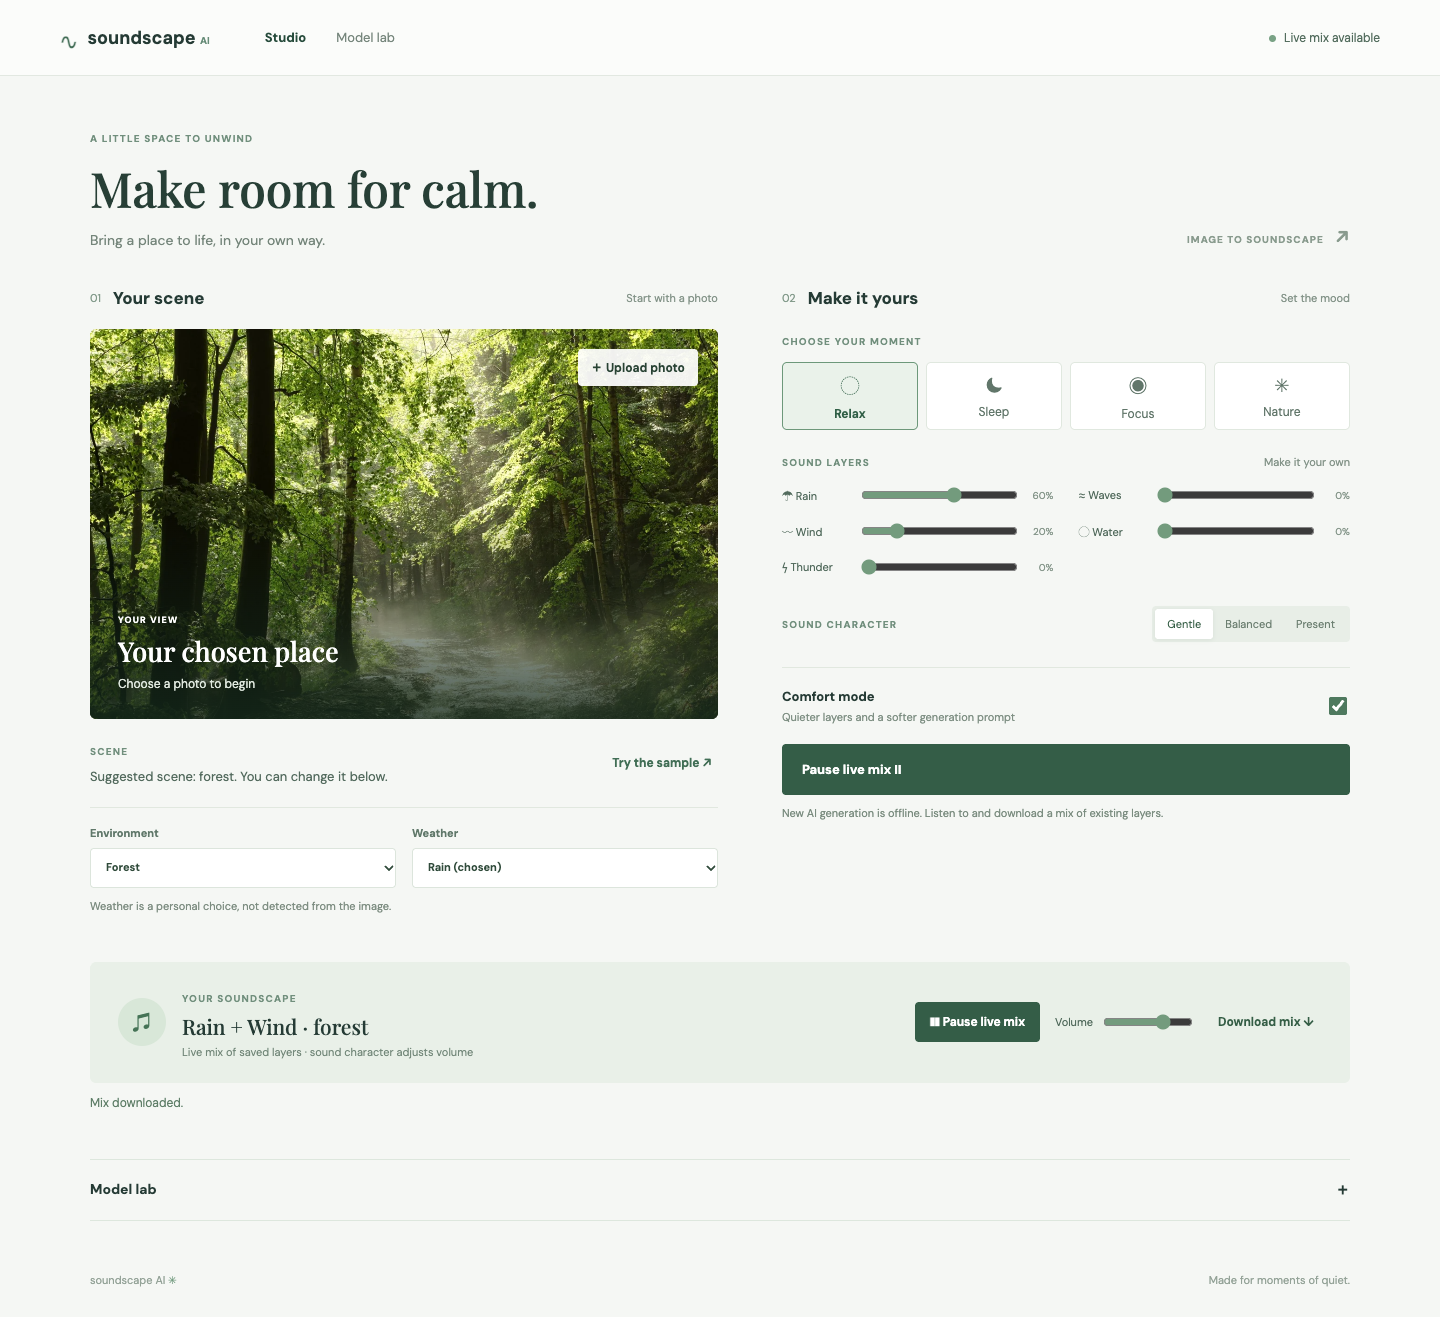 soundscape AI
Studio
Model lab
Live mix available
A LITTLE SPACE TO UNWIND
Make room for calm.
Bring a place to life, in your own way.
IMAGE TO SOUNDSCAPE
01 Your scene
Start with a photo
+ Upload photo
YOUR VIEW
Your chosen place
Choose a photo to begin
SCENE
Suggested scene: forest. You can change it below.
Try the sample ↗
Environment
Weather
Forest
Rain (chosen)
Weather is a personal choice, not detected from the image.
02 Make it yours
Set the mood
CHOOSE YOUR MOMENT
Relax
Sleep
Focus
Nature
SOUND LAYERS
Make it your own
Rain 60%
Waves 0%
Wind 20%
Water 0%
Thunder 0%
SOUND CHARACTER
Gentle
Balanced
Present
Comfort mode
Quieter layers and a softer generation prompt
Pause live mix II
New AI generation is offline. Listen to and download a mix of existing layers.
YOUR SOUNDSCAPE
Rain + Wind · forest
Live mix of saved layers · sound character adjusts volume
Pause live mix
Volume
Download mix ↓
Mix downloaded.
Model lab
+
soundscape AI ✳
Made for moments of quiet.